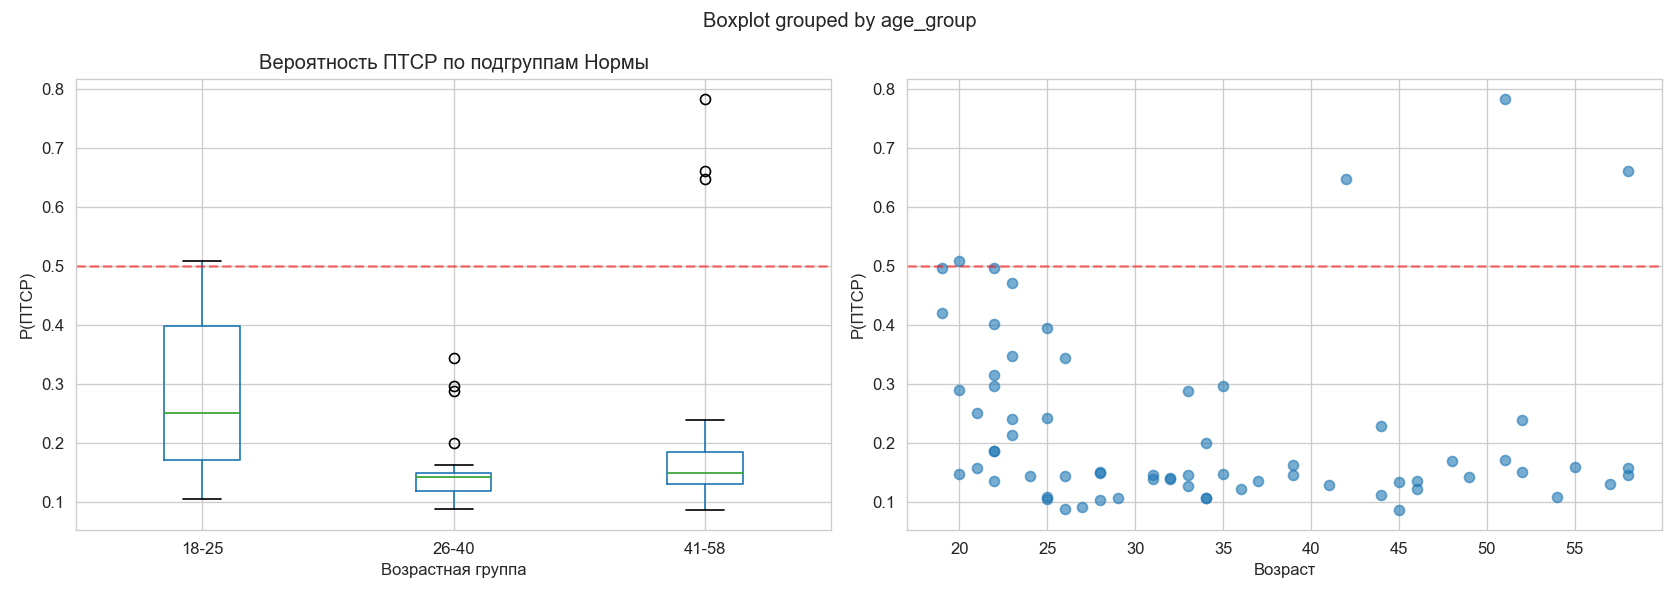 Boxplot grouped by age_group
Вероятность ПТСР по подгруппам Нормы
P(ПТСР)
0.8
0.7
0.6
0.5
0.4
0.3
0.2
0.1
18-25 26-40 41-58
Возрастная группа
P(ПТСР)
0.8
0.7
0.6
0.5
0.4
0.3
0.2
0.1
20 25 30 35 40 45 50 55
Возраст